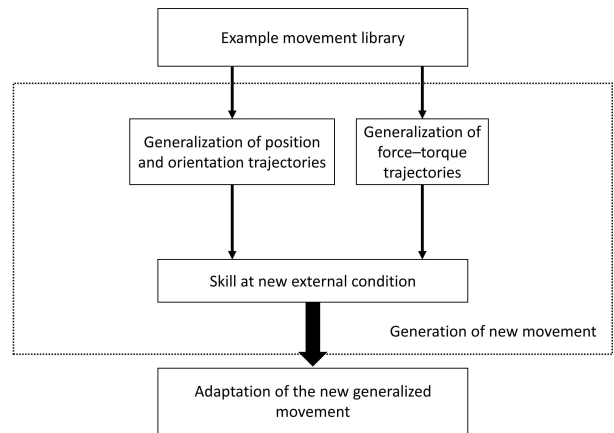 Example movement library
Generalization of position
and orientation trajectories
Generalization of
force–torque
trajectories
Skill at new external condition
Generation of new movement
Adaptation of the new generalized
movement